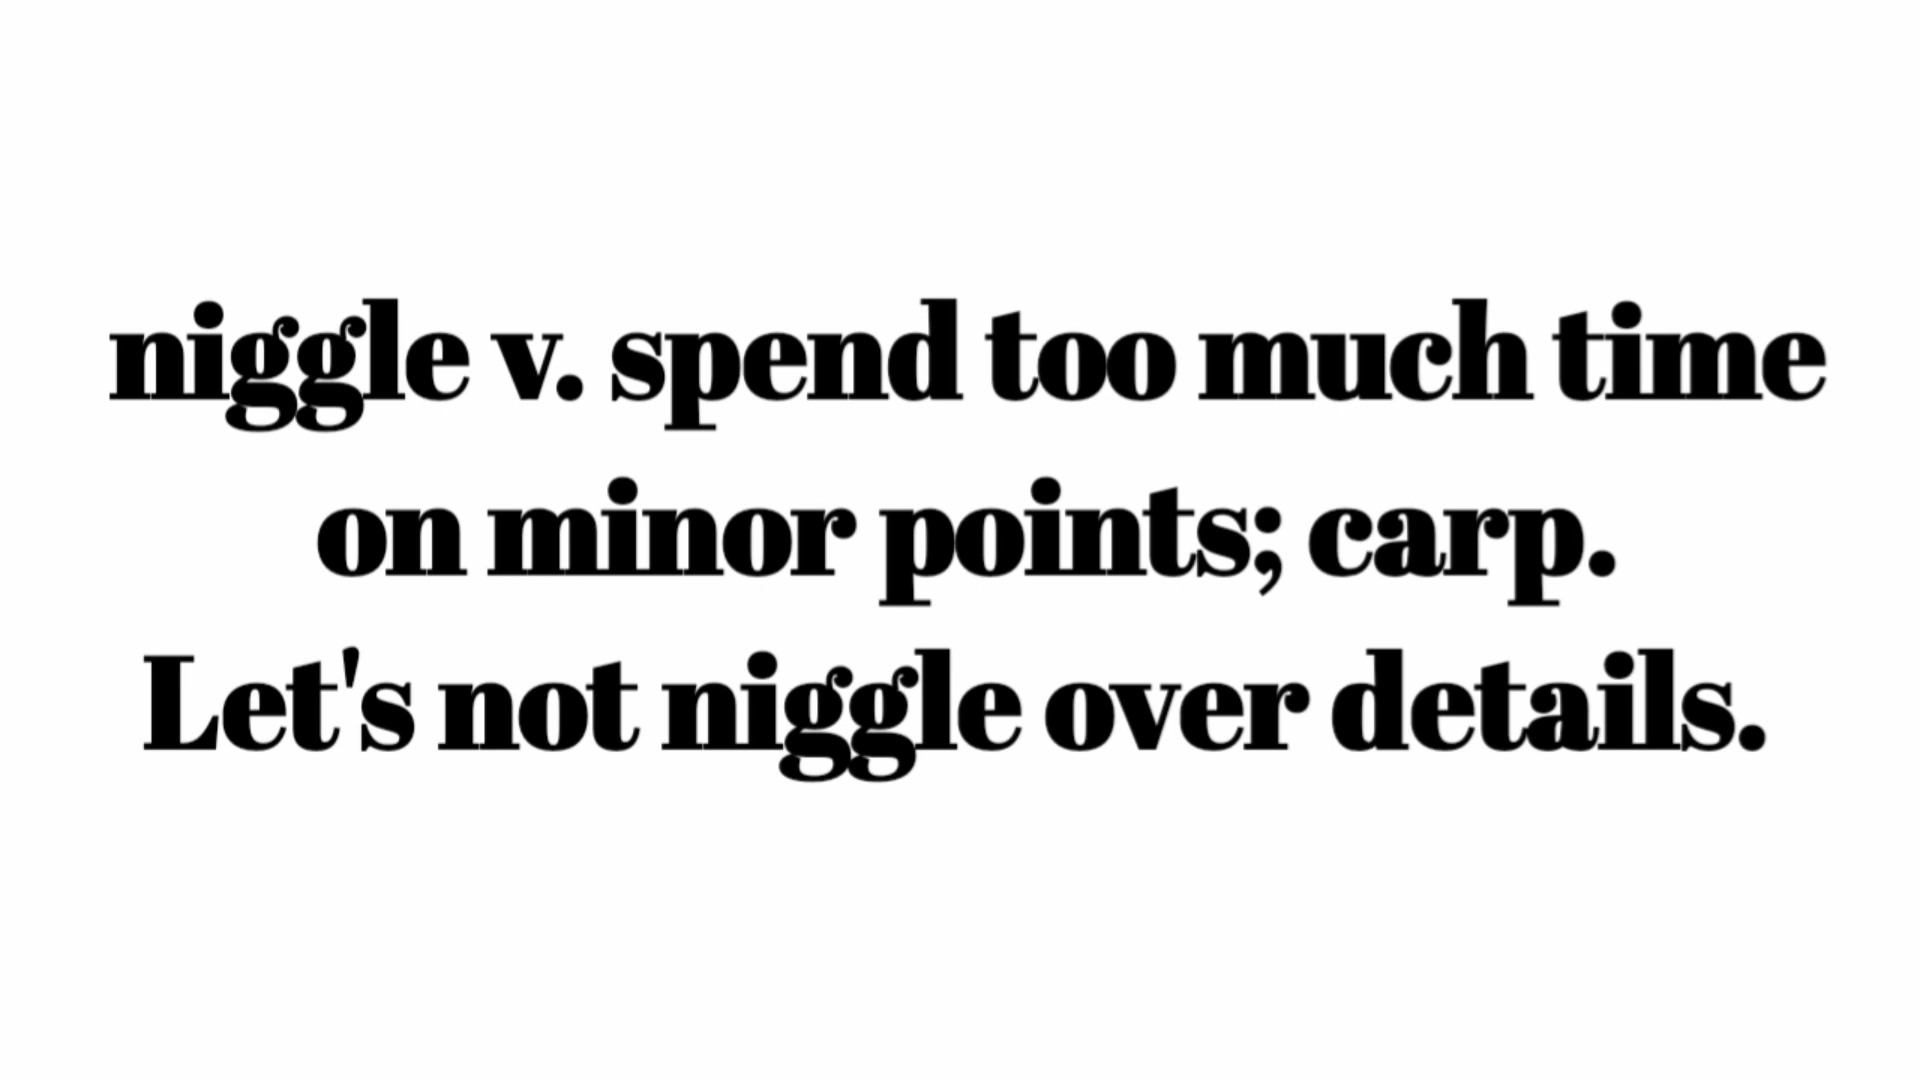 niggle v. spend too much time
on minor points; carp.
Let's not niggle over details.